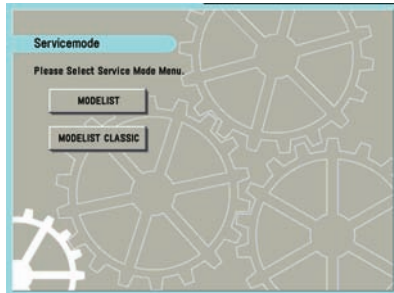 Servicemode
Please Select Service Mode Menu.
MODELIST
MODELIST CLASSIC